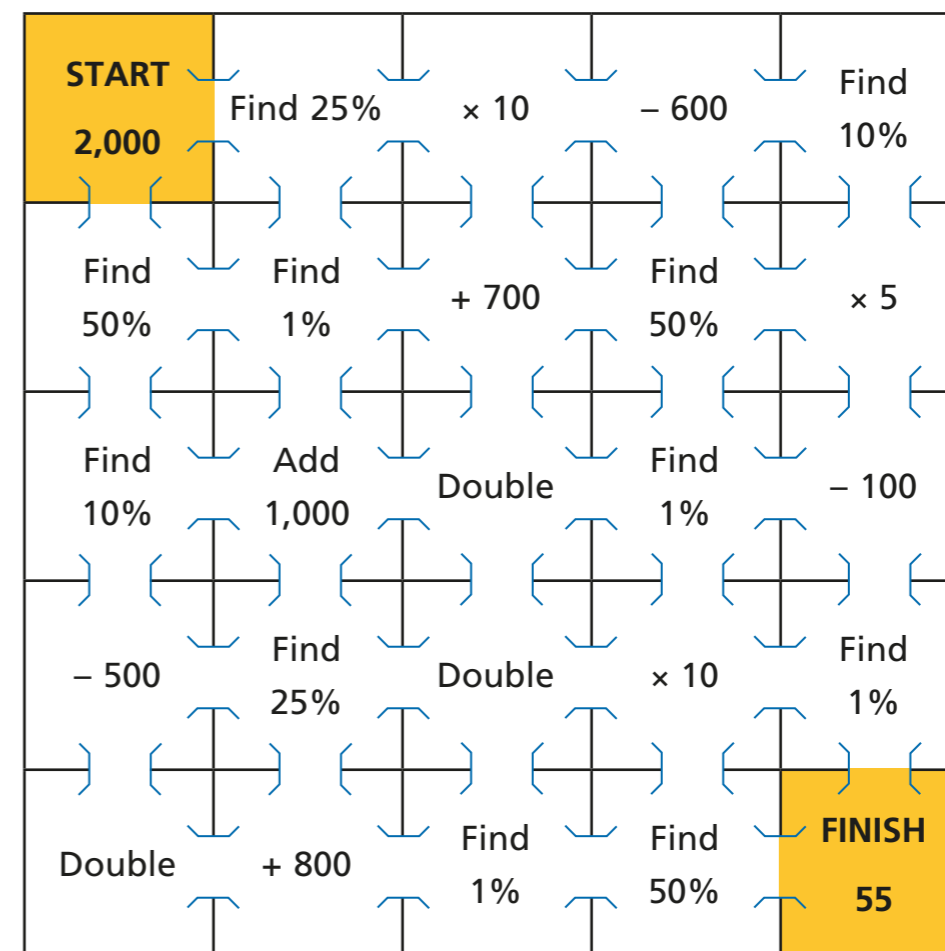 START
2,000
Find 25%
× 10
− 600
Find
10%
Find
50%
Find
1%
+ 700
Find
50%
× 5
Find
10%
Add
1,000
Double
Find
1%
− 100
− 500
Find
25%
Double
× 10
Find
1%
Double
+ 800
Find
1%
Find
50%
FINISH
55